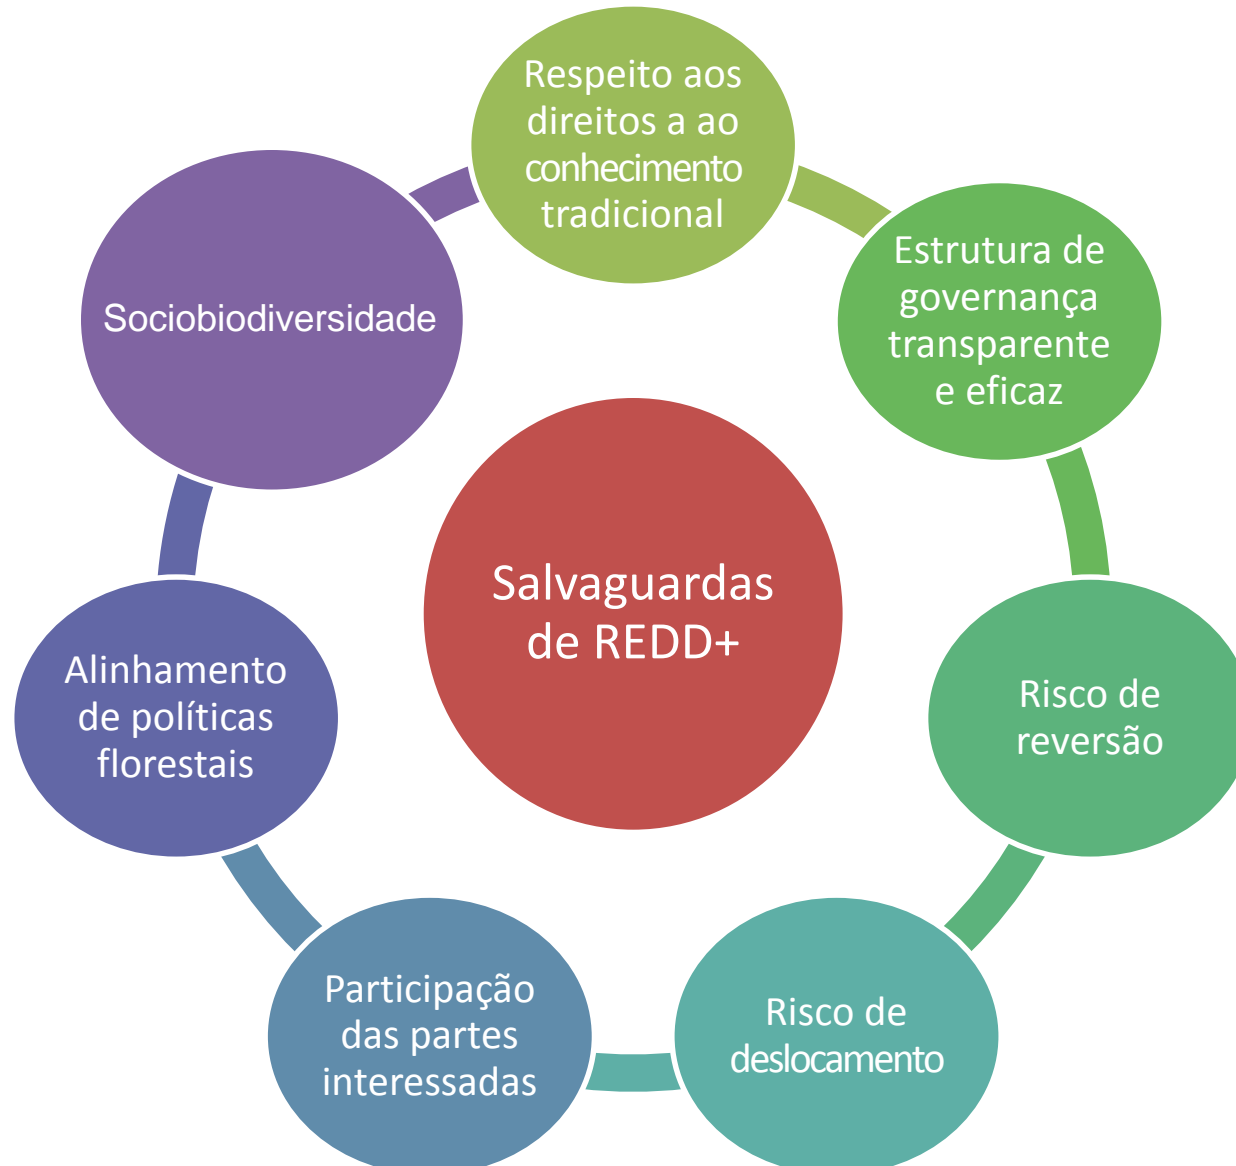 Respeito aos
direitos a ao
conhecimento
tradicional
Estrutura de
governança
transparente
e eficaz
Sociobiodiversidade
Salvaguardas
de REDD+
Alinhamento
de políticas
florestais
Risco de
reversão
Participação
das partes
interessadas
Risco de
deslocamento